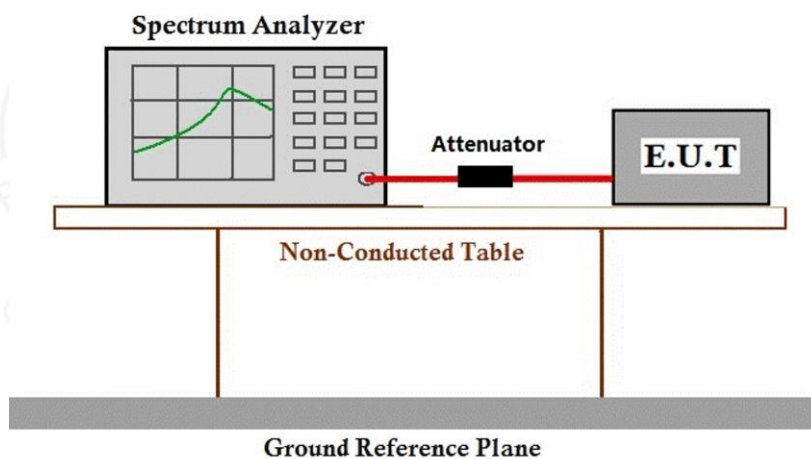 Spectrum Analyzer
Attenuator
E.U.T
Non-Conducted Table
Ground Reference Plane